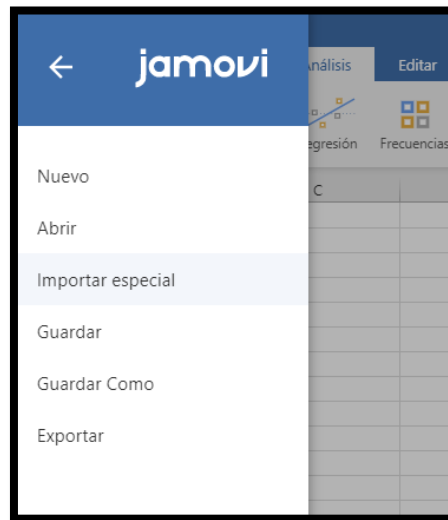 jamovi
Análisis
Editar
Regresión
Frecuencias
C
Nuevo
Abrir
Importar especial
Guardar
Guardar Como
Exportar